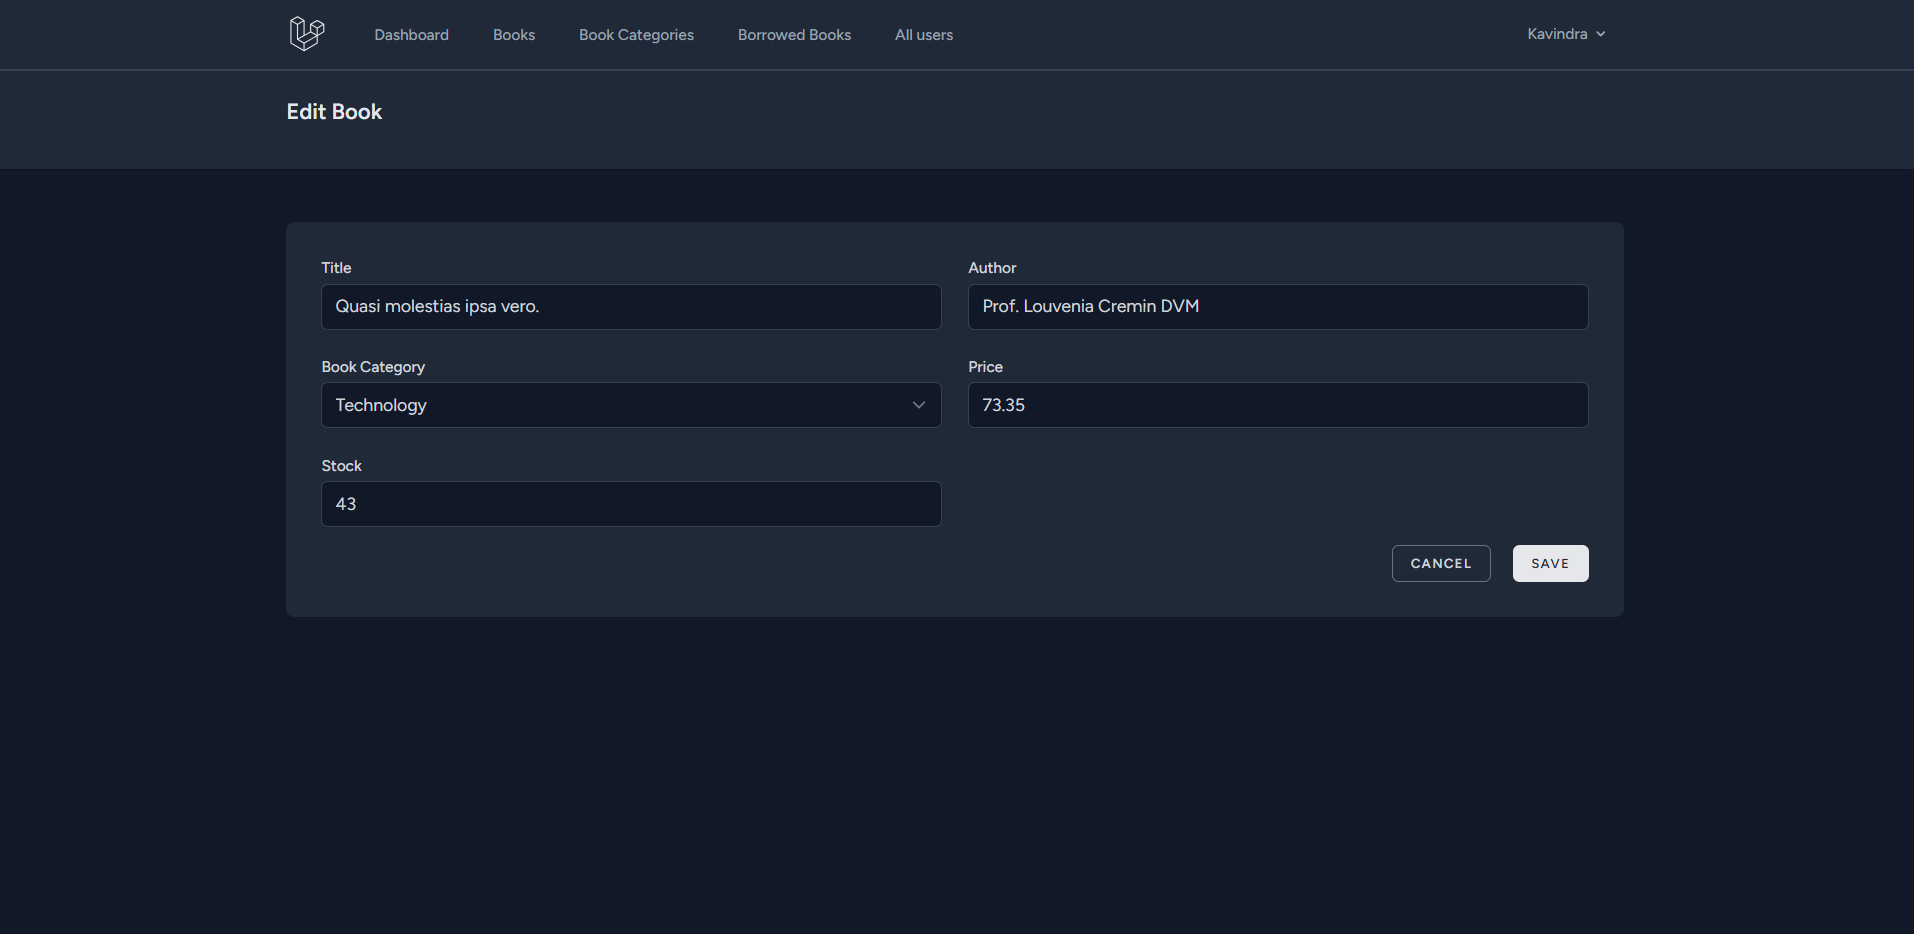 Dashboard Books Book Categories Borrowed Books All users Kavindra
Edit Book
Title Author
Quasi molestias ipsa vero. Prof. Louvenia Cremin DVM
Book Category Price
Technology 73.35
Stock
43
CANCEL SAVE